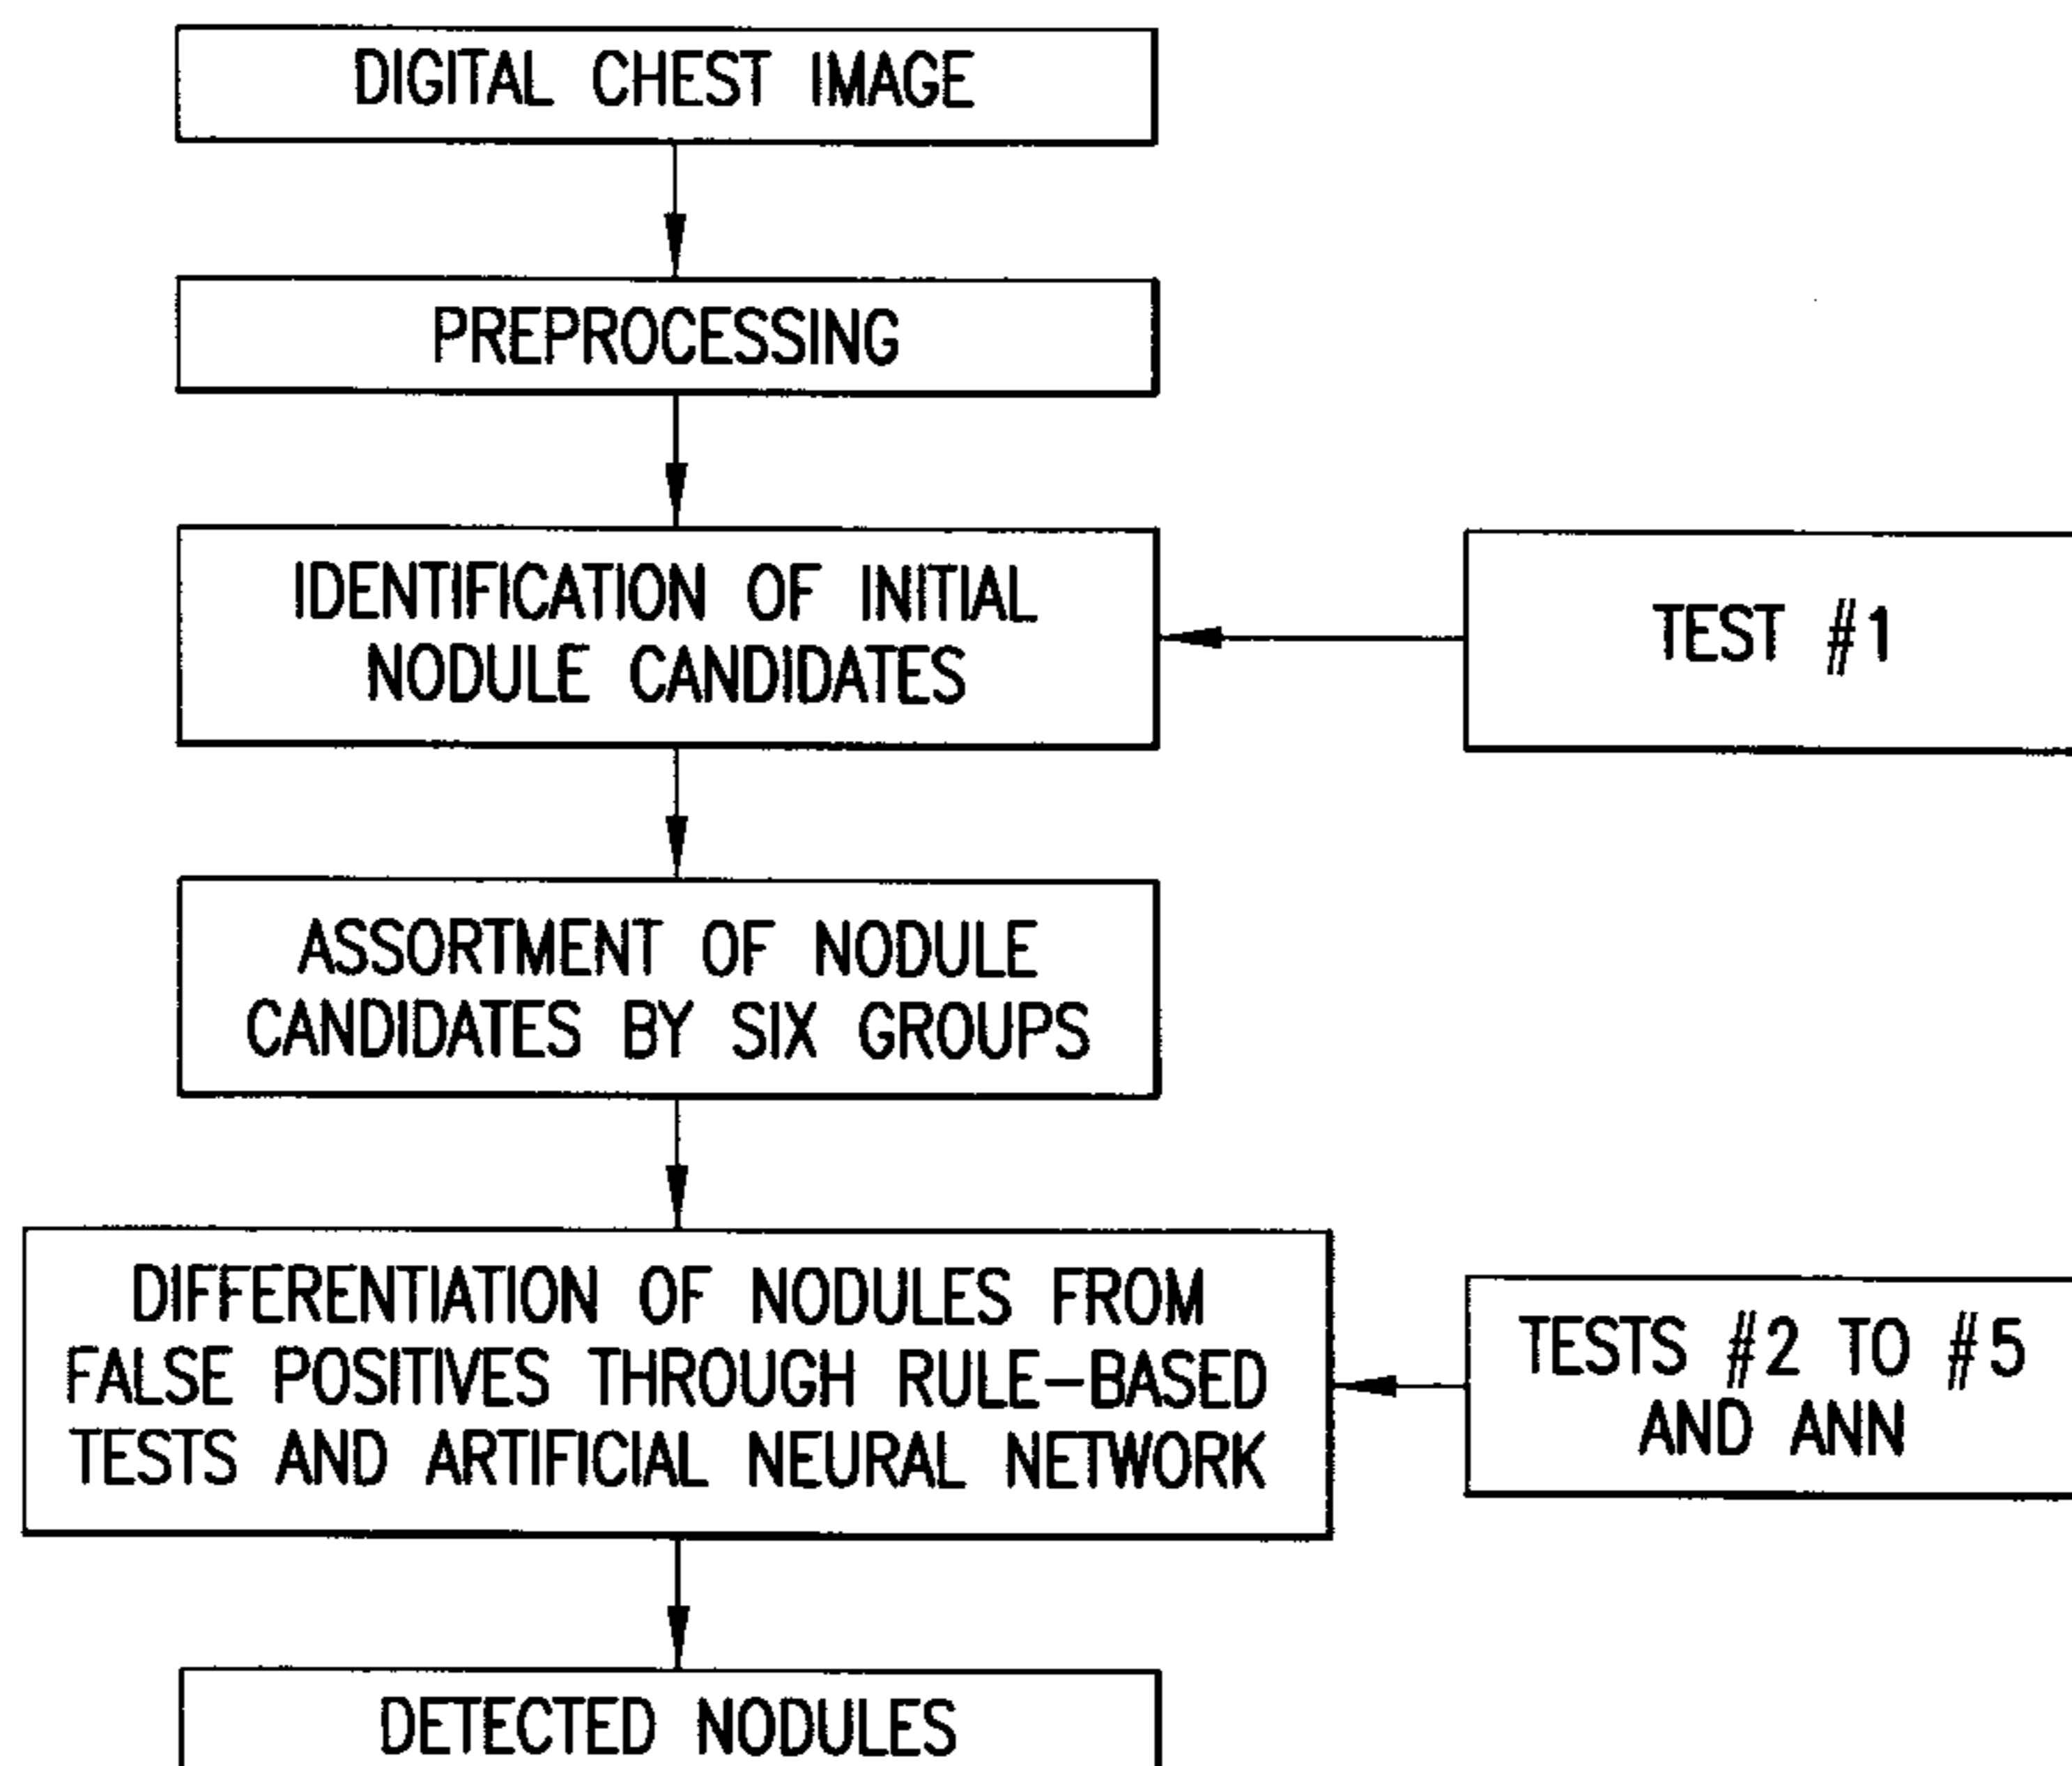 DIGITAL CHEST IMAGE
PREPROCESSING
IDENTIFICATION OF INITIAL
NODULE CANDIDATES
TEST #1
ASSORTMENT OF NODULE
CANDIDATES BY SIX GROUPS
DIFFERENTIATION OF NODULES FROM
FALSE POSITIVES THROUGH RULE-BASED
TESTS AND ARTIFICIAL NEURAL NETWORK
TESTS #2 TO #5
AND ANN
DETECTED NODULES